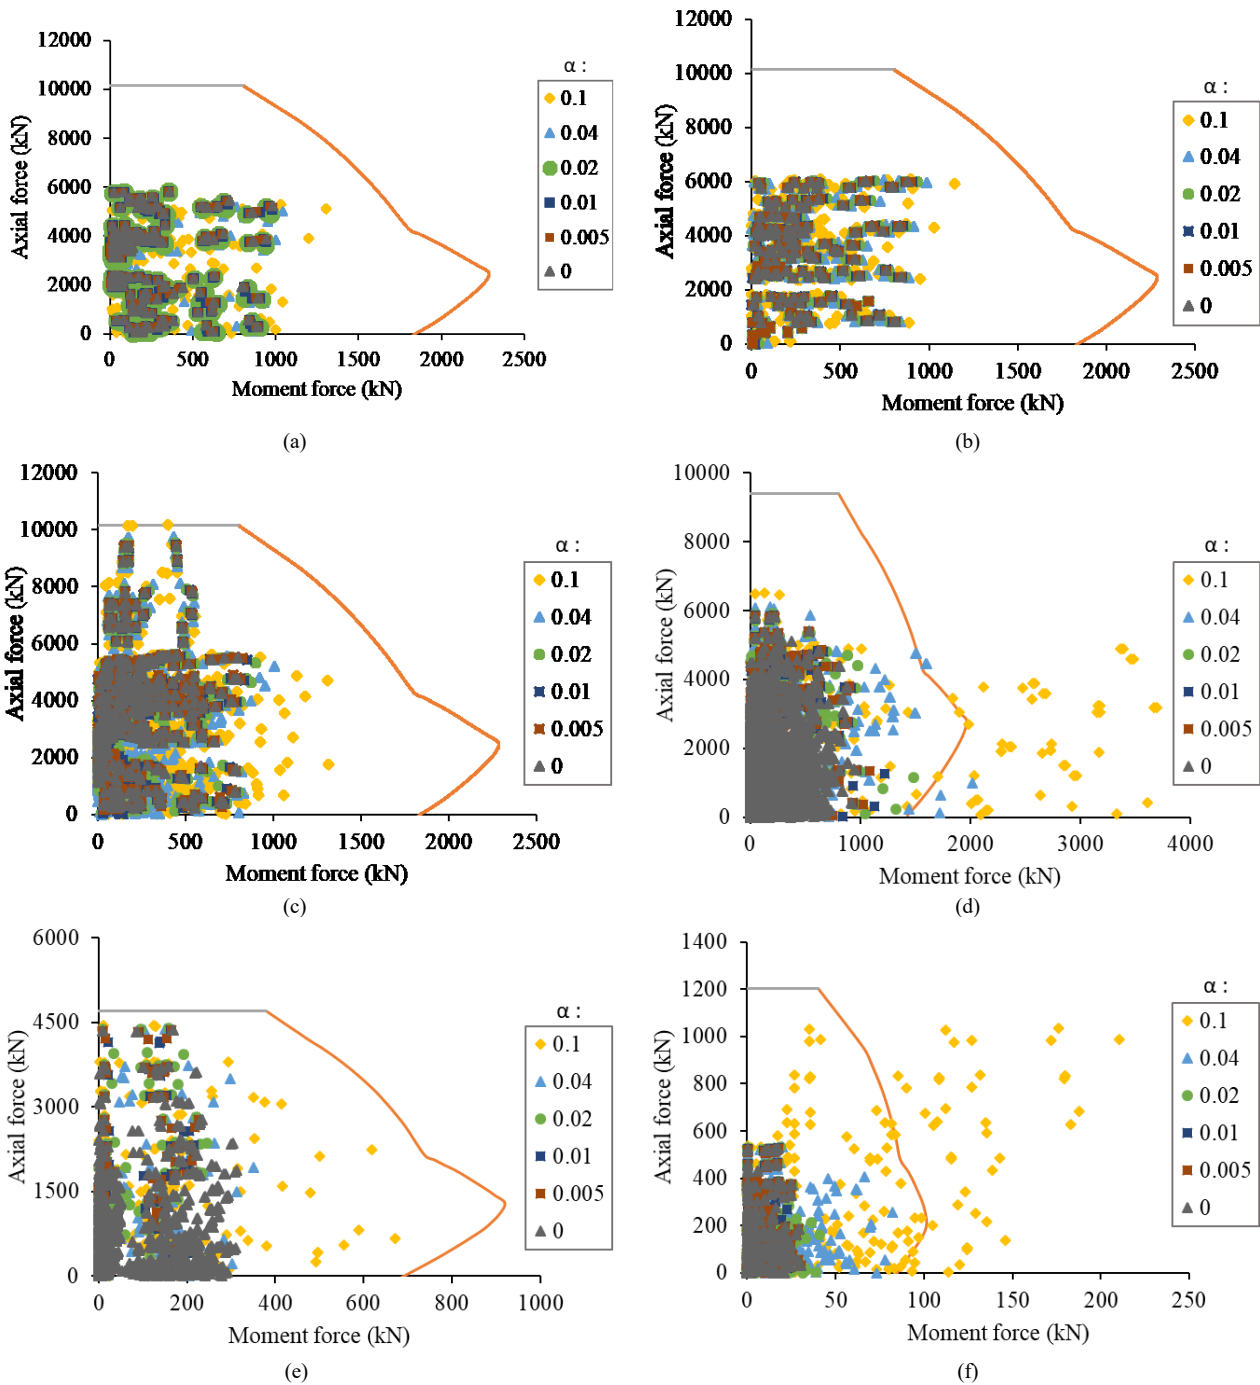 12000
10000
8000
6000
4000
2000
0
0 500 1000 1500 2000 2500
Axial force (kN)
Moment force (kN)
α :
0.1
0.04
0.02
0.01
0.005
0
(a)
12000
10000
8000
6000
4000
2000
0
0 500 1000 1500 2000 2500
Axial force (kN)
Moment force (kN)
α :
0.1
0.04
0.02
0.01
0.005
0
(b)
12000
10000
8000
6000
4000
2000
0
0 500 1000 1500 2000 2500
Axial force (kN)
Moment force (kN)
α :
0.1
0.04
0.02
0.01
0.005
0
(c)
10000
8000
6000
4000
2000
0
0 1000 2000 3000 4000
Axial force (kN)
Moment force (kN)
α :
0.1
0.04
0.02
0.01
0.005
0
(d)
6000
4500
3000
1500
0
0 200 400 600 800 1000
Axial force (kN)
Moment force (kN)
α :
0.1
0.04
0.02
0.01
0.005
0
(e)
1400
1200
1000
800
600
400
200
0
0 50 100 150 200 250
Axial force (kN)
Moment force (kN)
α :
0.1
0.04
0.02
0.01
0.005
0
(f)